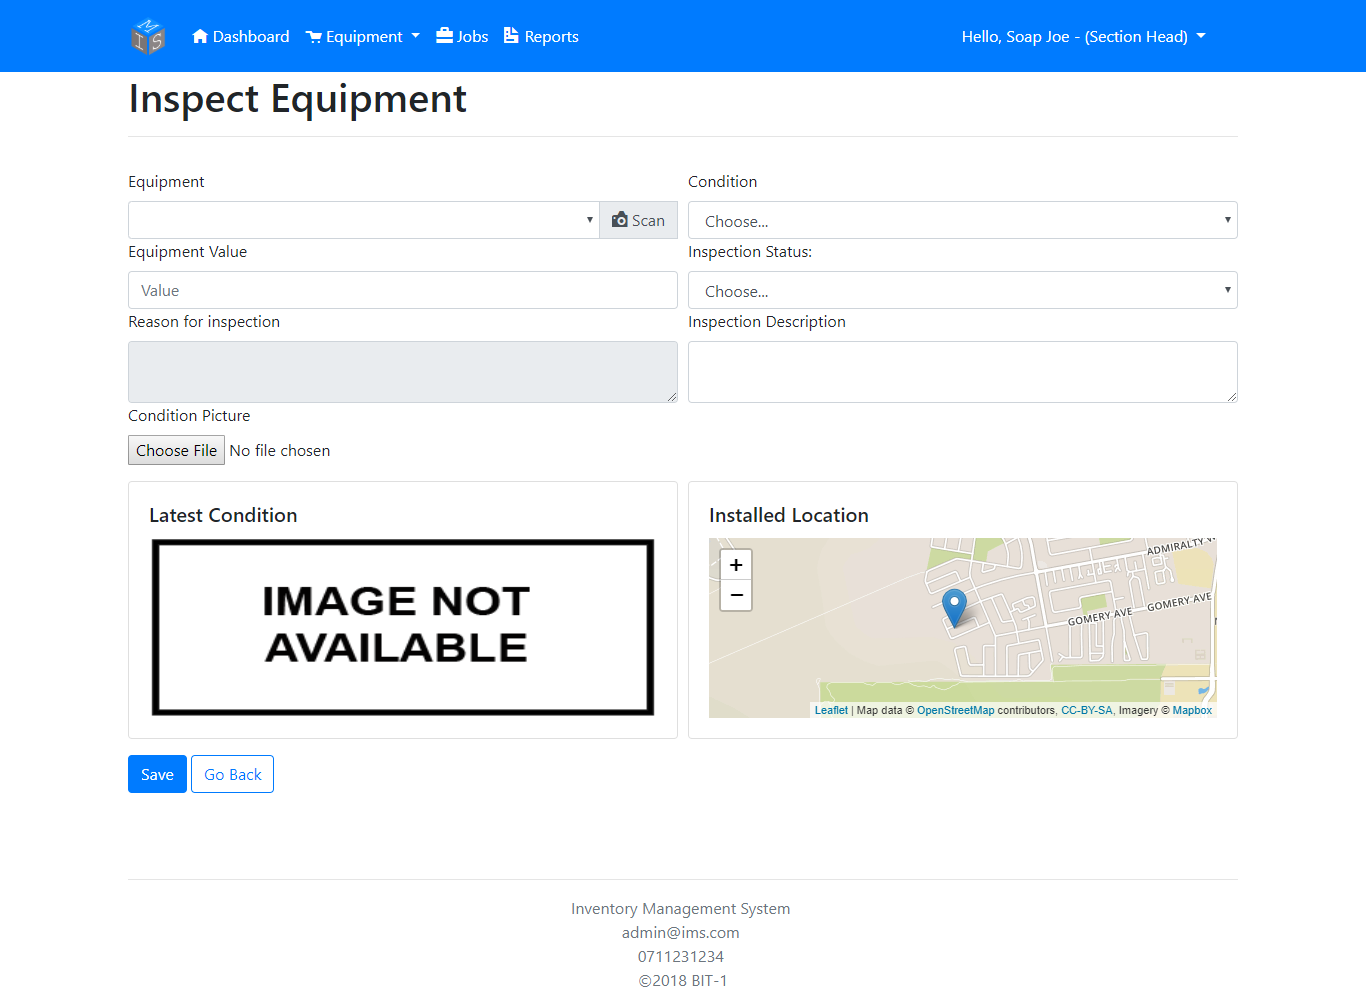 MIS
Dashboard Equipment Jobs Reports
Hello, Soap Joe - (Section Head)
Inspect Equipment
Equipment
Scan
Condition
Choose...
Equipment Value
Value
Inspection Status:
Choose...
Reason for inspection
Inspection Description
Condition Picture
Choose File No file chosen
Latest Condition
IMAGE NOT
AVAILABLE
Installed Location
+
−
ADMIRALTY
GOMERY AVE
GOMERY AVE
Leaflet | Map data © OpenStreetMap contributors, CC-BY-SA, Imagery © Mapbox
Save Go Back
Inventory Management System
admin@ims.com
0711231234
©2018 BIT-1